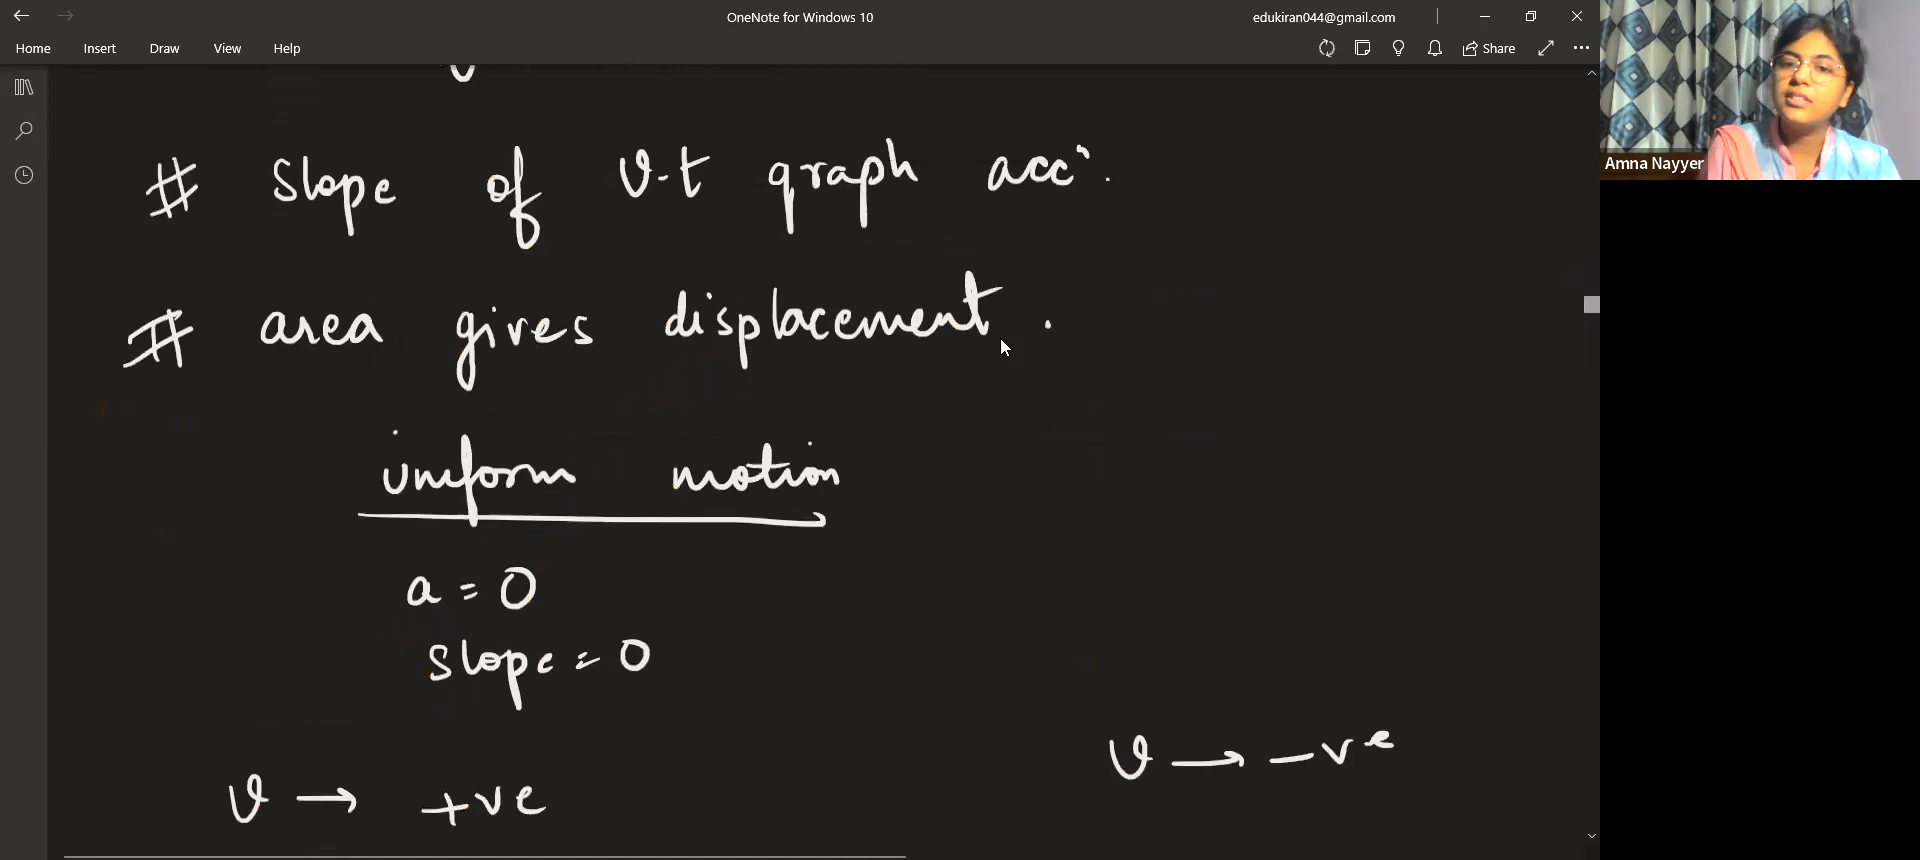 OneNote for Windows 10
edukiran044@gmail.com
Home Insert Draw View Help
Share
Amna Nayyer
# Slope of v-t graph acc^n.
# area gives displacement.
uniform motion
a = 0
slope = 0
v → -ve
v → +ve